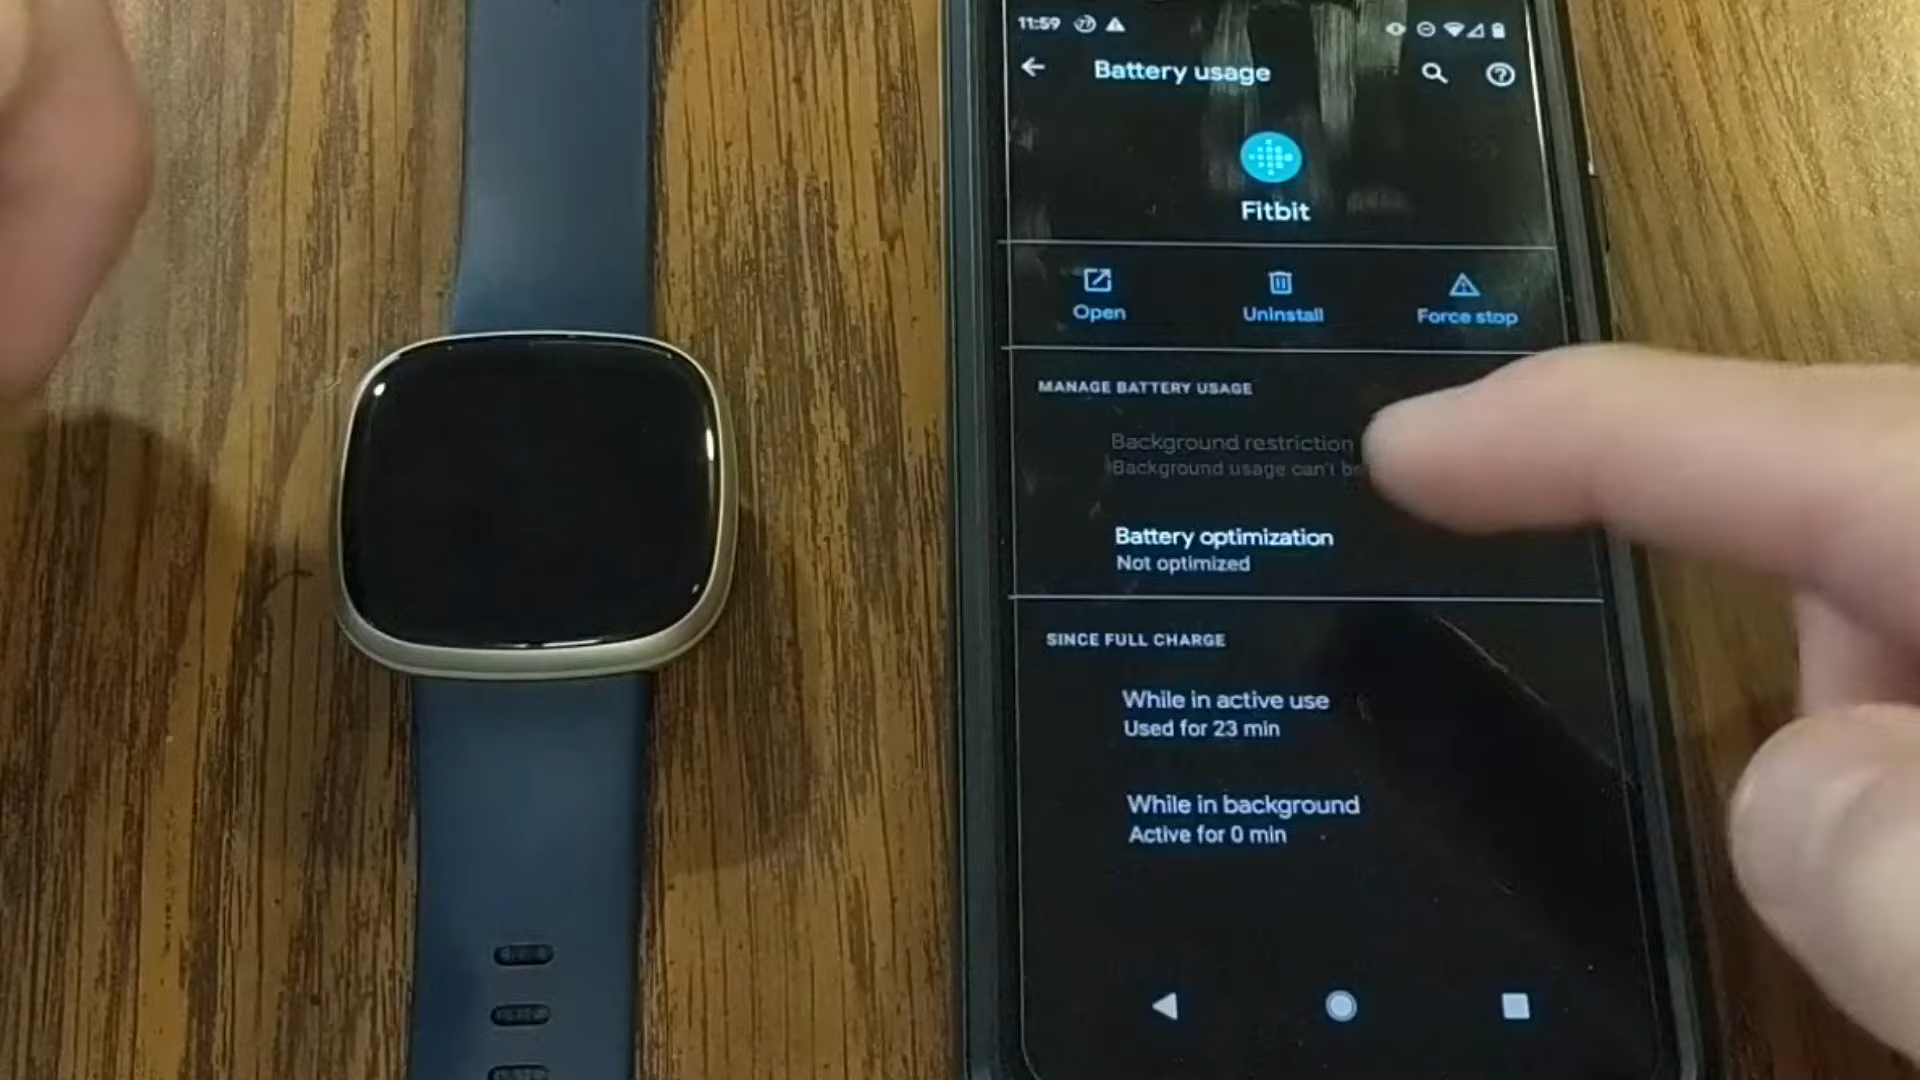 11:59
Battery usage
Fitbit
Open
Uninstall
Force stop
MANAGE BATTERY USAGE
Background restriction
Background usage can't be
Battery optimization
Not optimized
SINCE FULL CHARGE
While in active use
Used for 23 min
While in background
Active for 0 min